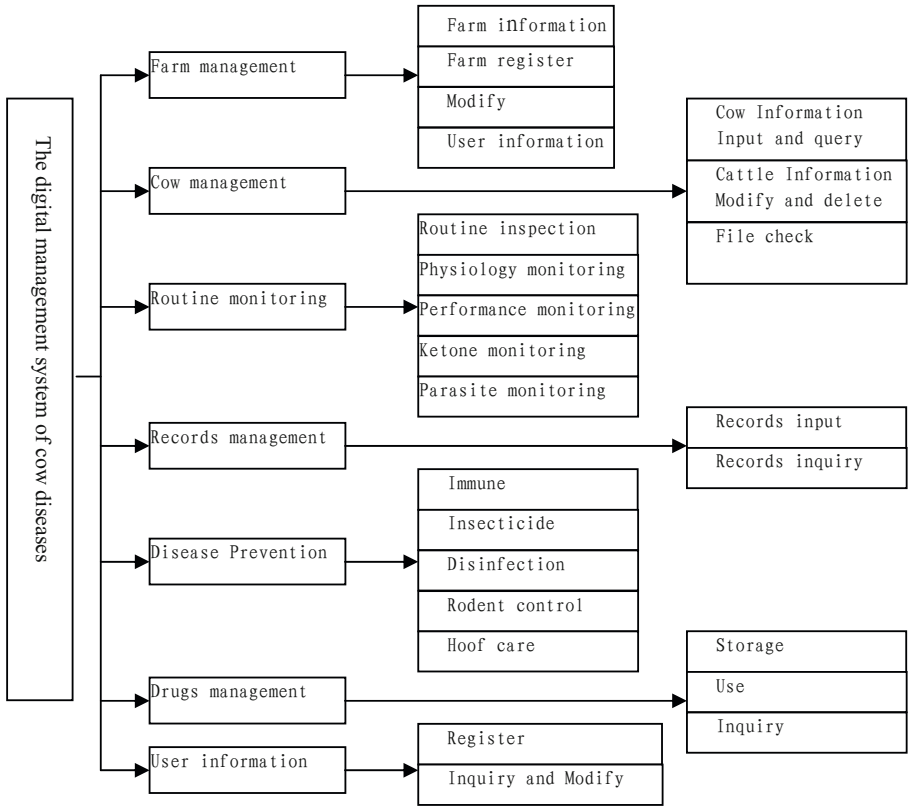 The digital management system of cow diseases
Farm management
Farm information
Farm register
Modify
User information
Cow management
Cow Information
Input and query
Cattle Information
Modify and delete
File check
Routine monitoring
Routine inspection
Physiology monitoring
Performance monitoring
Ketone monitoring
Parasite monitoring
Records management
Records input
Records inquiry
Disease Prevention
Immune
Insecticide
Disinfection
Rodent control
Hoof care
Drugs management
Storage
Use
Inquiry
User information
Register
Inquiry and Modify